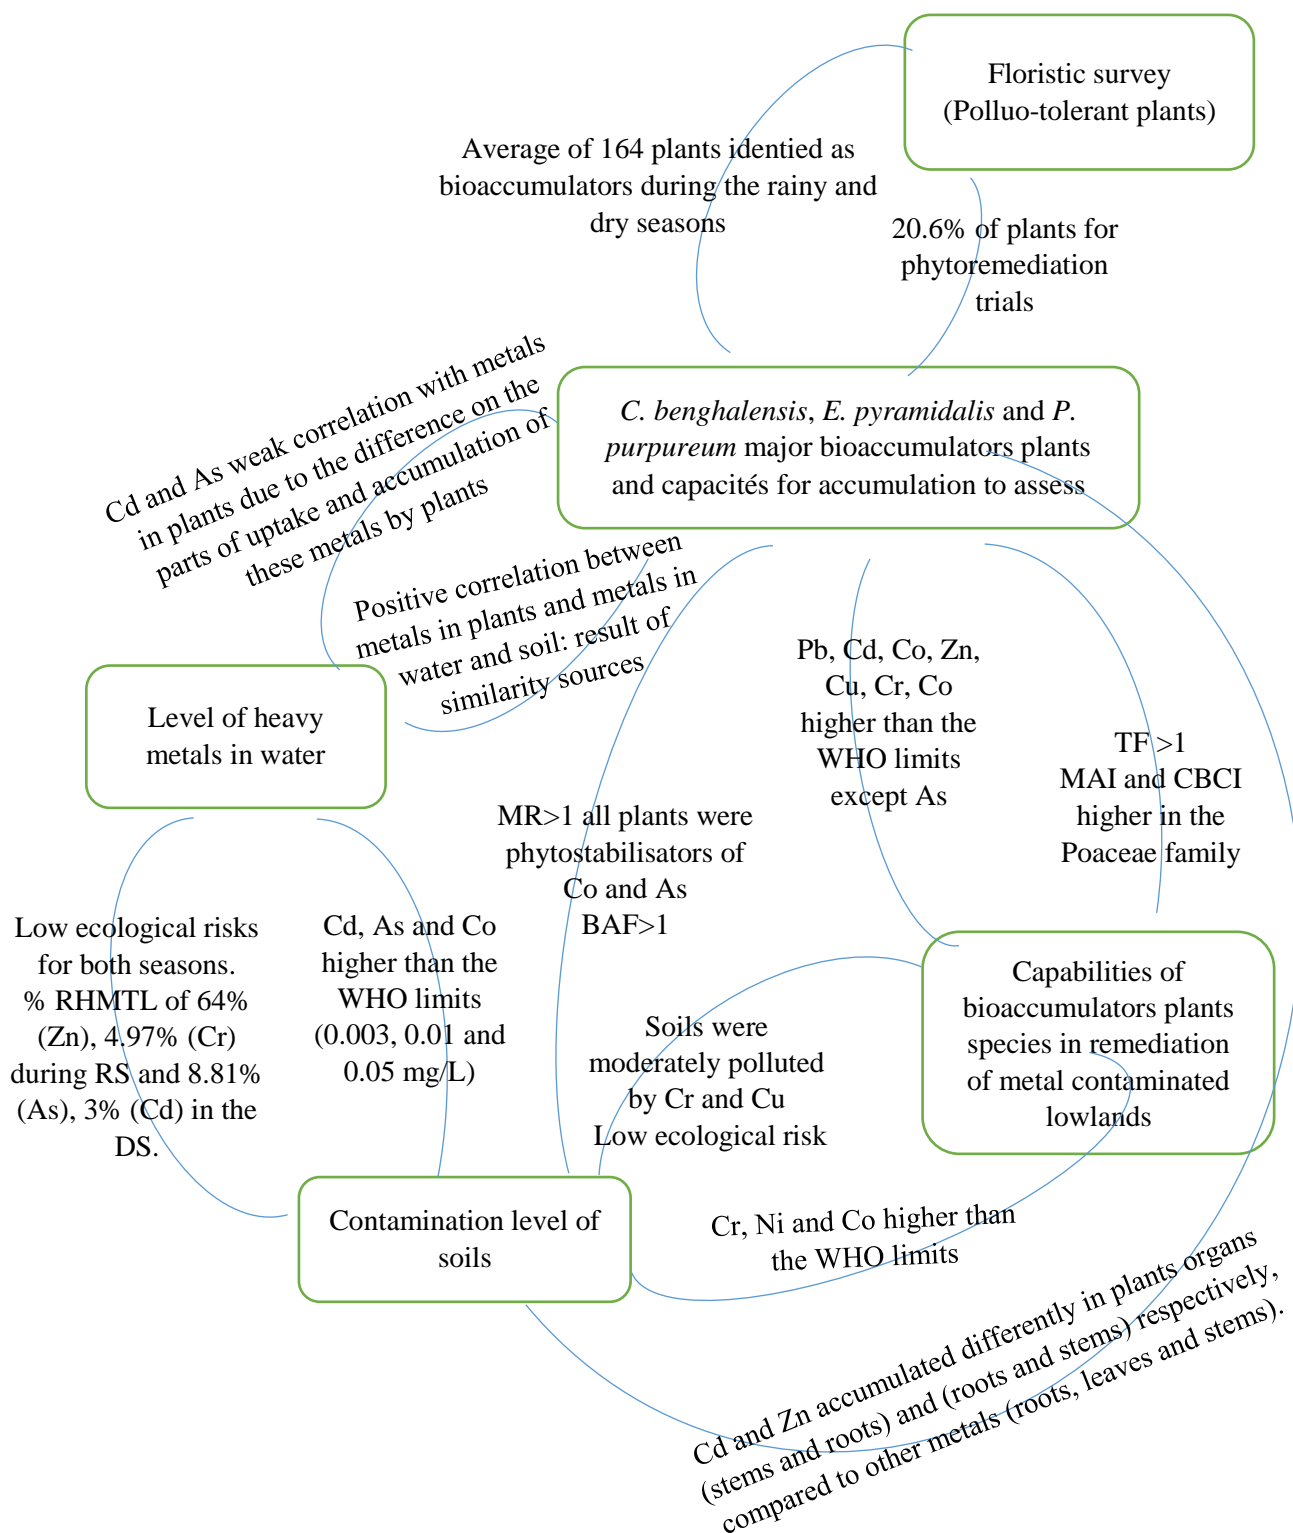 Floristic survey
(Polluo-tolerant plants)
Average of 164 plants identied as
bioaccumulators during the rainy and
dry seasons
20.6% of plants for
phytoremediation
trials
C. benghalensis, E. pyramidalis and P.
purpureum major bioaccumulators plants
and capacités for accumulation to assess
Cd and As weak correlation with metals
in plants due to the difference on the
parts of uptake and accumulation of
these metals by plants
Positive correlation between
metals in plants and metals in
water and soil: result of
similarity sources
Level of heavy
metals in water
Pb, Cd, Co, Zn,
Cu, Cr, Co
higher than the
WHO limits
except As
TF >1
MAI and CBCI
higher in the
Poaceae family
MR>1 all plants were
phytostabilisators of
Co and As
BAF>1
Low ecological risks
for both seasons.
% RHMTL of 64%
(Zn), 4.97% (Cr)
during RS and 8.81%
(As), 3% (Cd) in the
DS.
Cd, As and Co
higher than the
WHO limits
(0.003, 0.01 and
0.05 mg/L)
Soils were
moderately polluted
by Cr and Cu
Low ecological risk
Capabilities of
bioaccumulators plants
species in remediation
of metal contaminated
lowlands
Contamination level of
soils
Cr, Ni and Co higher than
the WHO limits
Cd and Zn accumulated differently in plants organs
(stems and roots) and (roots and stems) respectively,
compared to other metals (roots, leaves and stems).